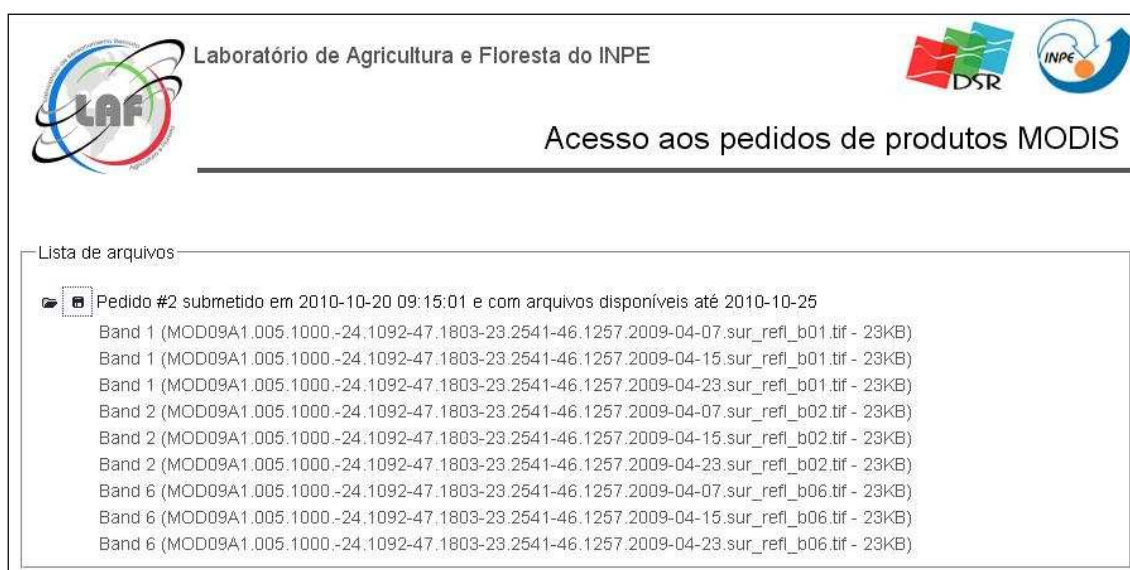 Laboratório de Agricultura e Floresta do INPE
LAF
DSR
INPE
Acesso aos pedidos de produtos MODIS
Lista de arquivos
Pedido #2 submetido em 2010-10-20 09:15:01 e com arquivos disponíveis até 2010-10-25
Band 1 (MOD09A1.005.1000.-24.1092-47.1803-23.2541-46.1257.2009-04-07.sur_refl_b01.tif - 23KB)
Band 1 (MOD09A1.005.1000.-24.1092-47.1803-23.2541-46.1257.2009-04-15.sur_refl_b01.tif - 23KB)
Band 1 (MOD09A1.005.1000.-24.1092-47.1803-23.2541-46.1257.2009-04-23.sur_refl_b01.tif - 23KB)
Band 2 (MOD09A1.005.1000.-24.1092-47.1803-23.2541-46.1257.2009-04-07.sur_refl_b02.tif - 23KB)
Band 2 (MOD09A1.005.1000.-24.1092-47.1803-23.2541-46.1257.2009-04-15.sur_refl_b02.tif - 23KB)
Band 2 (MOD09A1.005.1000.-24.1092-47.1803-23.2541-46.1257.2009-04-23.sur_refl_b02.tif - 23KB)
Band 6 (MOD09A1.005.1000.-24.1092-47.1803-23.2541-46.1257.2009-04-07.sur_refl_b06.tif - 23KB)
Band 6 (MOD09A1.005.1000.-24.1092-47.1803-23.2541-46.1257.2009-04-15.sur_refl_b06.tif - 23KB)
Band 6 (MOD09A1.005.1000.-24.1092-47.1803-23.2541-46.1257.2009-04-23.sur_refl_b06.tif - 23KB)